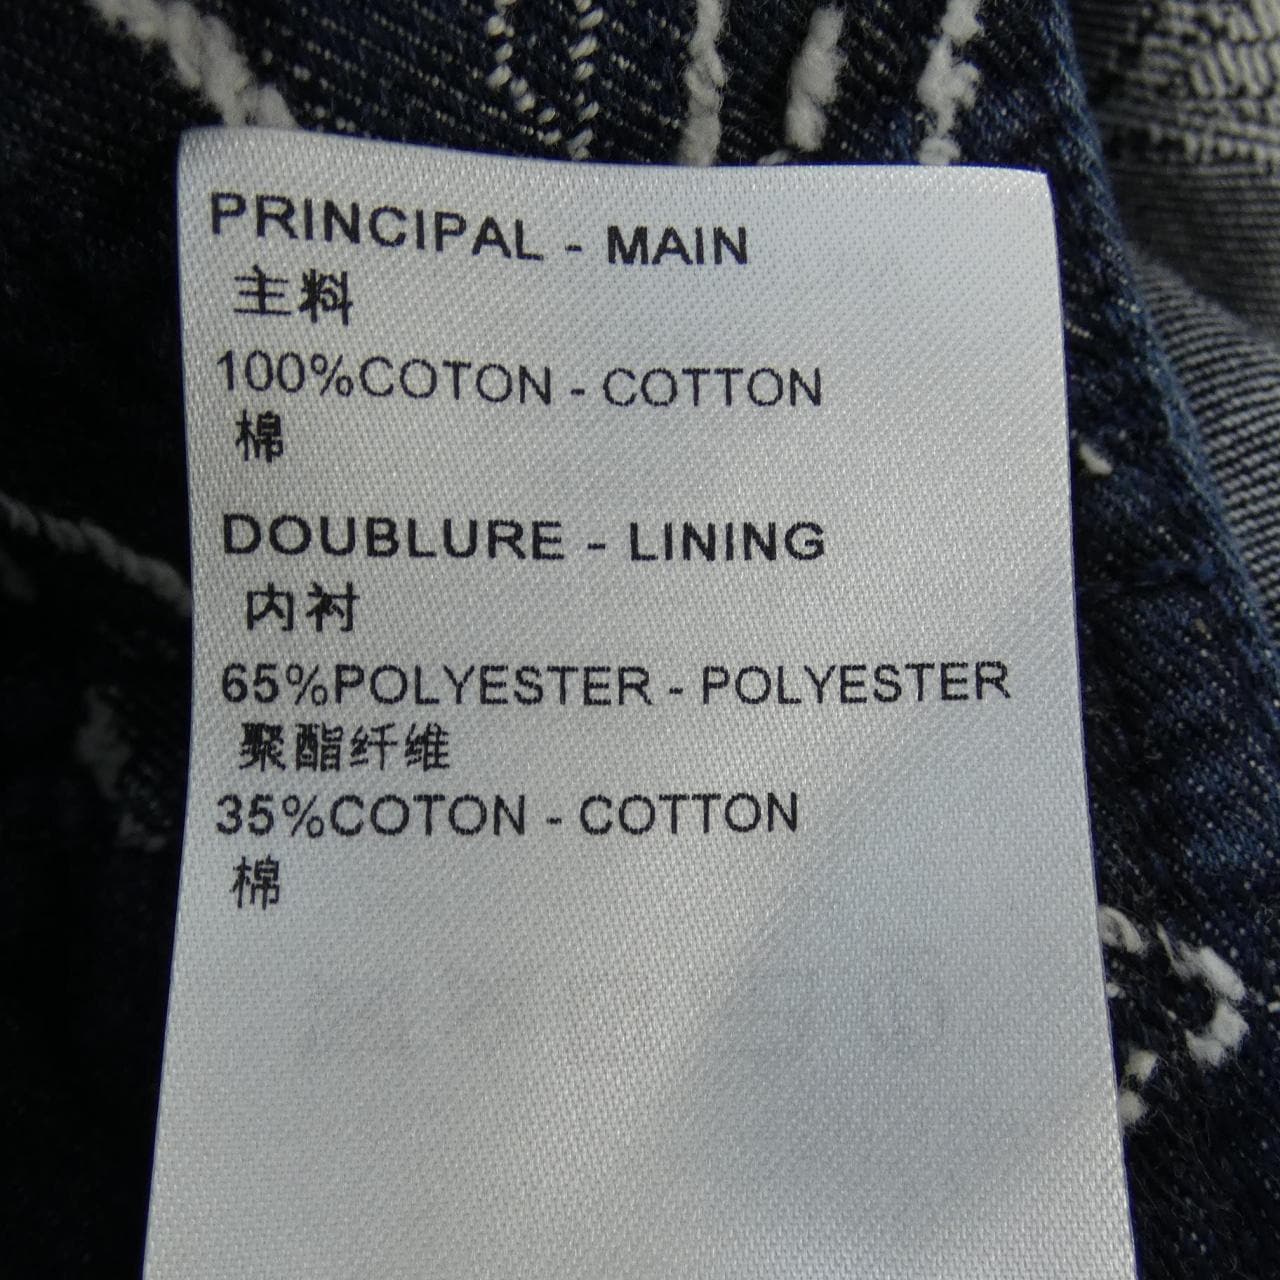 PRINCIPAL - MAIN
主料
100%COTON - COTTON
棉
DOUBLURE - LINING
内衬
65%POLYESTER - POLYESTER
聚酯纤维
35%COTON - COTTON
棉